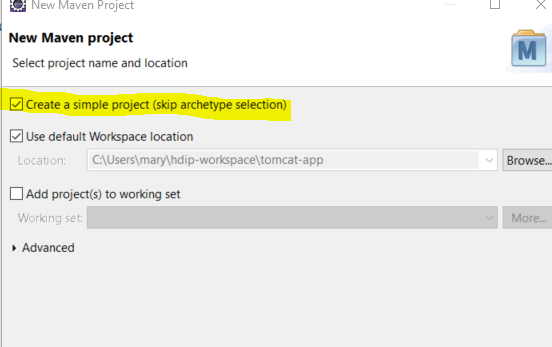 New Maven Project
New Maven project
Select project name and location
M
Create a simple project (skip archetype selection)
Use default Workspace location
Location: C:\Users\mary\hdip-workspace\tomcat-app Browse...
Add project(s) to working set
Working set: More...
Advanced